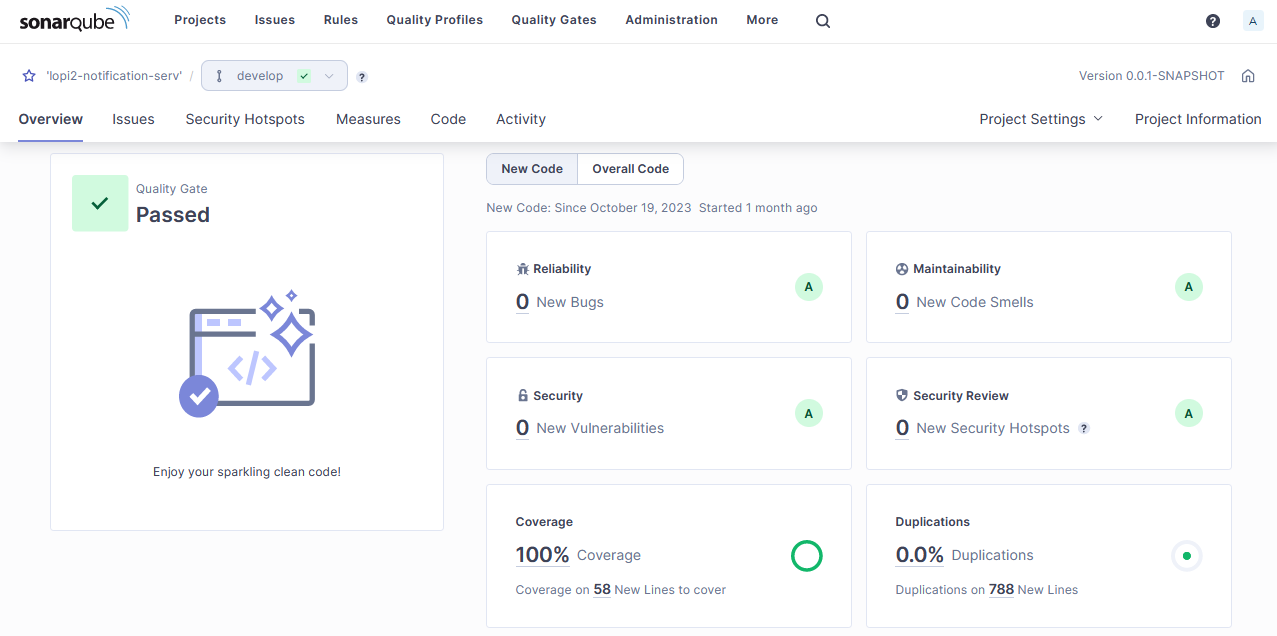 sonarqube Projects Issues Rules Quality Profiles Quality Gates Administration More ? A
'lopi2-notification-serv' / develop ? Version 0.0.1-SNAPSHOT
Overview Issues Security Hotspots Measures Code Activity Project Settings Project Information
Quality Gate
Passed
</>
Enjoy your sparkling clean code!
New Code Overall Code
New Code: Since October 19, 2023 Started 1 month ago
Reliability
0 New Bugs
A
Maintainability
0 New Code Smells
A
Security
0 New Vulnerabilities
A
Security Review
0 New Security Hotspots ?
A
Coverage
100% Coverage
Coverage on 58 New Lines to cover
Duplications
0.0% Duplications
Duplications on 788 New Lines